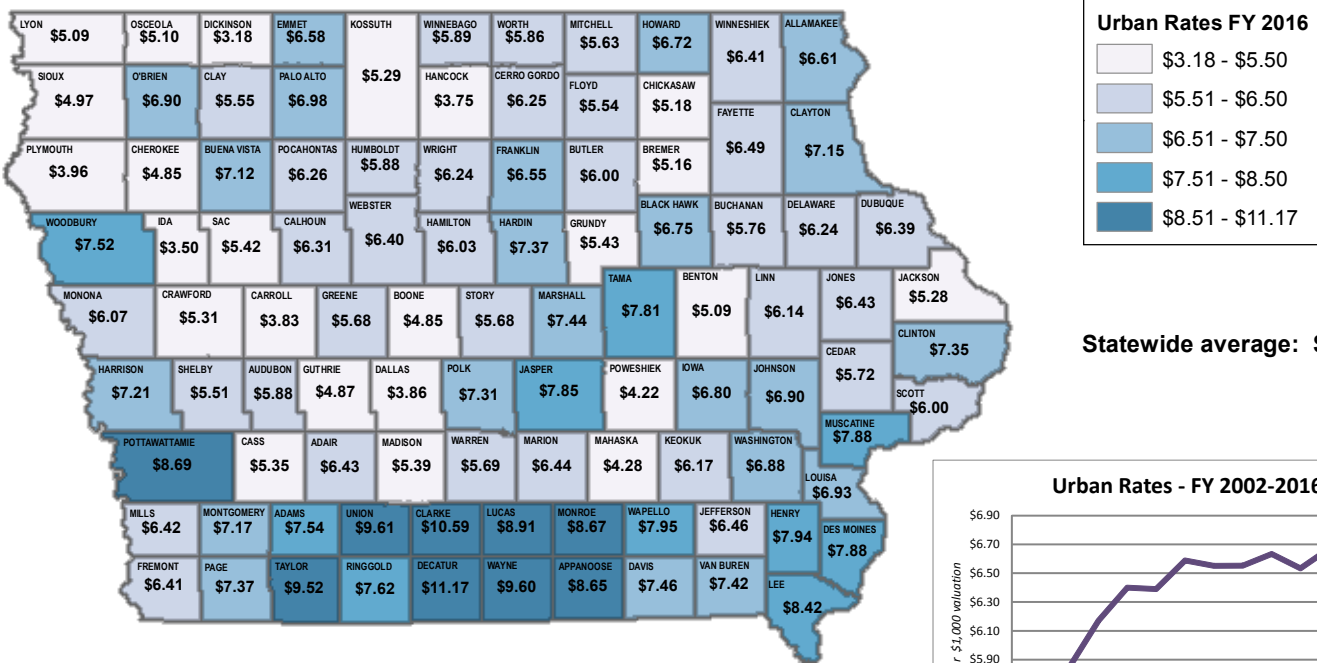 LYON OSCEOLA DICKINSON EMMET KOSSUTH WINNEBAGO WORTH MITCHELL HOWARD WINNESHIEK ALLAMAKEE
$5.09 $5.10 $3.18 $6.58 $5.29 $5.89 $5.86 $5.63 $6.72 $6.41 $6.61
SIOUX O'BRIEN CLAY PALO ALTO HANCOCK CERRO GORDO FLOYD CHICKASAW
$4.97 $6.90 $5.55 $6.98 $3.75 $6.25 $5.54 $5.18
FAYETTE CLAYTON
$6.49 $7.15
PLYMOUTH CHEROKEE BUENA VISTA POCAHONTAS HUMBOLDT WRIGHT FRANKLIN BUTLER BREMER
$3.96 $4.85 $7.12 $6.26 $5.88 $6.24 $6.55 $6.00 $5.16
WOODBURY IDA SAC CALHOUN WEBSTER HAMILTON HARDIN GRUNDY BLACK HAWK BUCHANAN DELAWARE DUBUQUE
$7.52 $3.50 $5.42 $6.31 $6.40 $6.03 $7.37 $5.43 $6.75 $5.76 $6.24 $6.39
MONONA CRAWFORD CARROLL GREENE BOONE STORY MARSHALL TAMA BENTON LINN JONES JACKSON
$6.07 $5.31 $3.83 $5.68 $4.85 $5.68 $7.44 $7.81 $5.09 $6.14 $6.43 $5.28
CLINTON
$7.35
HARRISON SHELBY AUDUBON GUTHRIE DALLAS POLK JASPER POWESHIEK IOWA JOHNSON CEDAR SCOTT
$7.21 $5.51 $5.88 $4.87 $3.86 $7.31 $7.85 $4.22 $6.80 $6.90 $5.72 $6.00
POTTAWATTAMIE CASS ADAIR MADISON WARREN MARION MAHASKA KEOKUK WASHINGTON MUSCATINE
$8.69 $5.35 $6.43 $5.39 $5.69 $6.44 $4.28 $6.17 $6.88 $7.88
LOUISA
$6.93
MILLS MONTGOMERY ADAMS UNION CLARKE LUCAS MONROE WAPELLO JEFFERSON HENRY DES MOINES
$6.42 $7.17 $7.54 $9.61 $10.59 $8.91 $8.67 $7.95 $6.46 $7.94 $7.88
FREMONT PAGE TAYLOR RINGGOLD DECATUR WAYNE APPANOOSE DAVIS VAN BUREN LEE
$6.41 $7.37 $9.52 $7.62 $11.17 $9.60 $8.65 $7.46 $7.42 $8.42
Urban Rates FY 2016
$3.18 - $5.50
$5.51 - $6.50
$6.51 - $7.50
$7.51 - $8.50
$8.51 - $11.17
Statewide average: $
Urban Rates - FY 2002-2016
$6.90
$6.70
$6.50
$6.30
$6.10
$5.90
$1,000 valuation